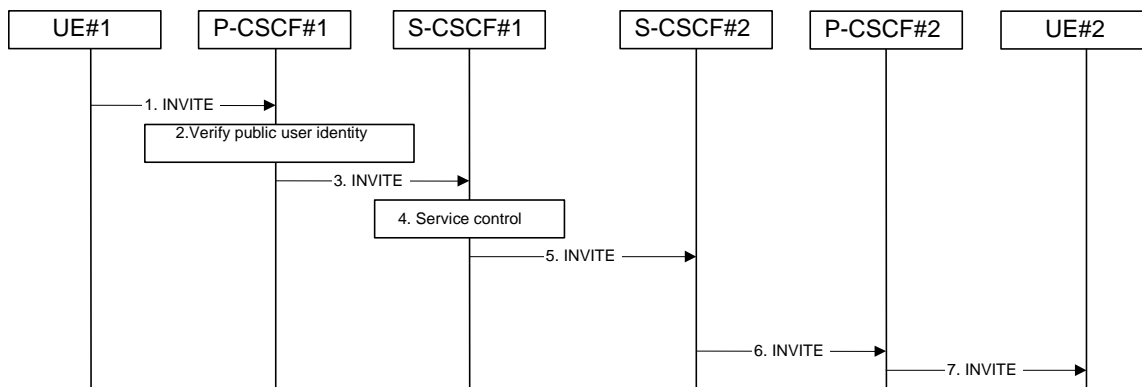 UE#1
P-CSCF#1
S-CSCF#1
S-CSCF#2
P-CSCF#2
UE#2
1. INVITE
2.Verify public user identity
3. INVITE
4. Service control
5. INVITE
6. INVITE
7. INVITE